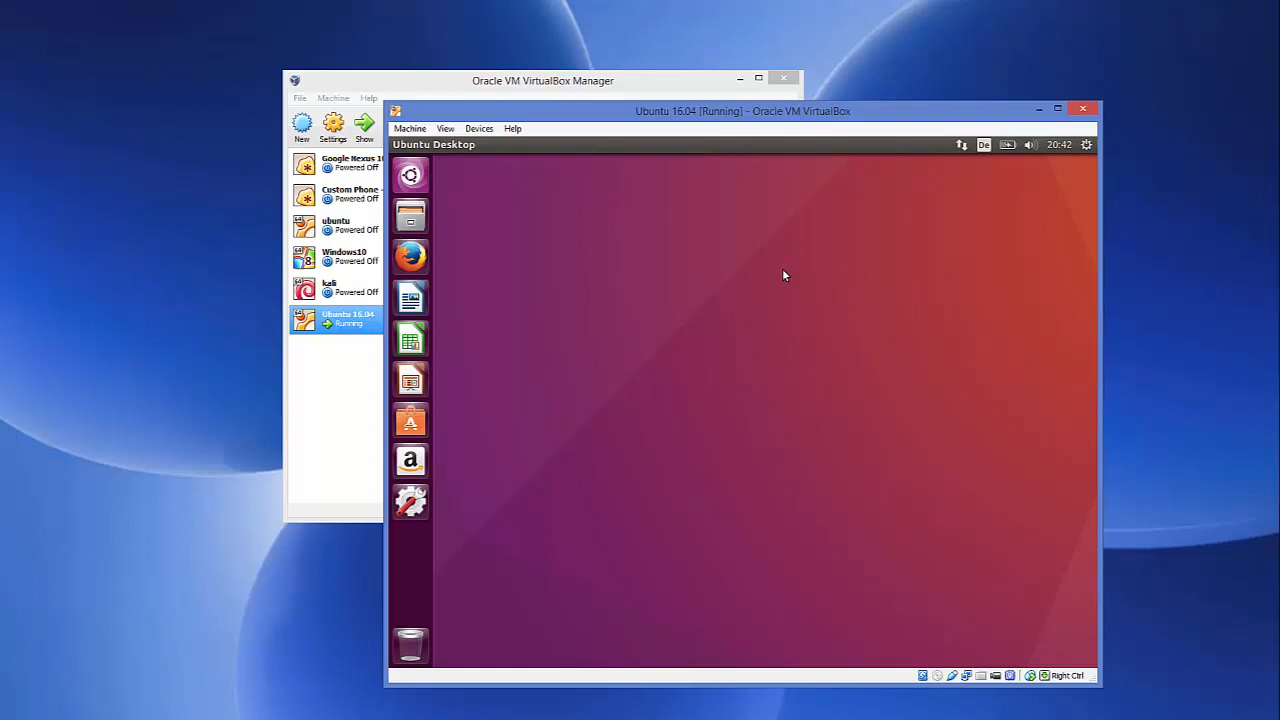 Oracle VM VirtualBox Manager
File Machine Help
New Settings Show
Google Nexus 10
Powered Off
Custom Phone -
Powered Off
ubuntu
Powered Off
Windows10
Powered Off
kali
Powered Off
Ubuntu 16.04
Running
Ubuntu 16.04 [Running] - Oracle VM VirtualBox
Machine View Devices Help
Ubuntu Desktop
De
20:42
Right Ctrl